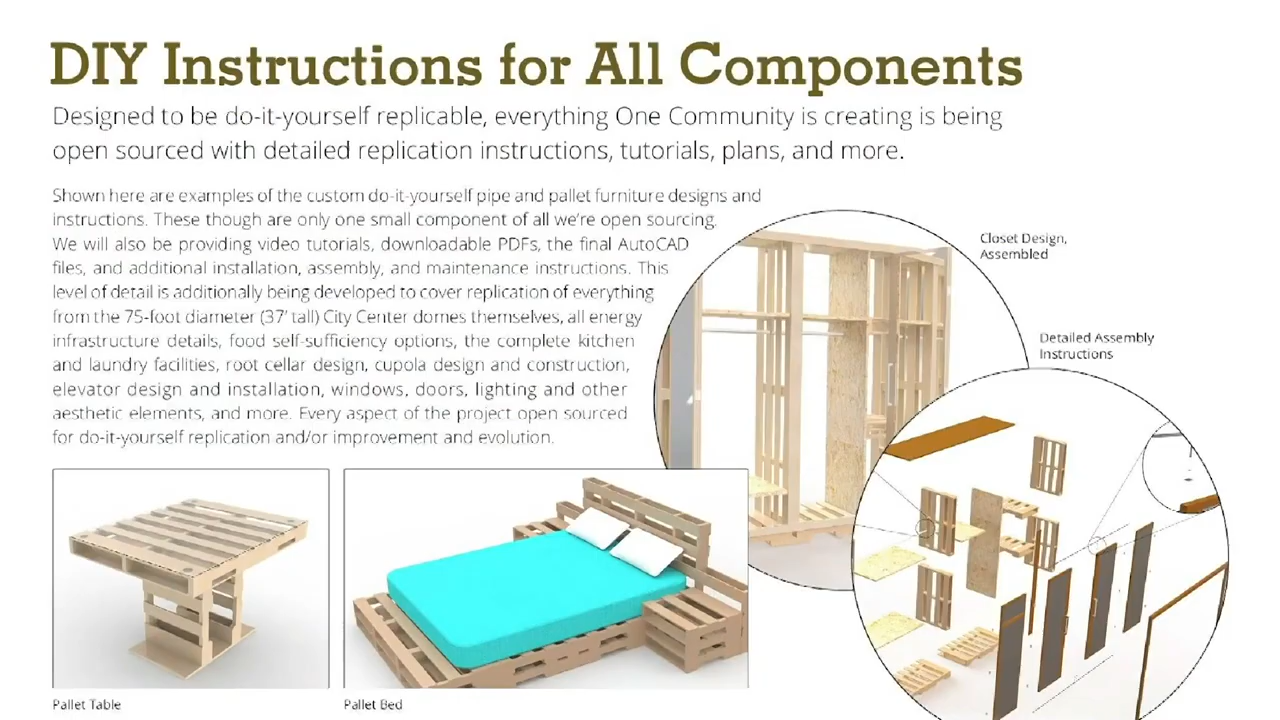 DIY Instructions for All Components
Designed to be do-it-yourself replicable, everything One Community is creating is being
open sourced with detailed replication instructions, tutorials, plans, and more.
Shown here are examples of the custom do-it-yourself pipe and pallet furniture designs and
instructions. These though are only one small component of all we're open sourcing.
We will also be providing video tutorials, downloadable PDFs, the final AutoCAD
files, and additional installation, assembly, and maintenance instructions. This
level of detail is additionally being developed to cover replication of everything
from the 75-foot diameter (37' tall) City Center domes themselves, all energy
infrastructure details, food self-sufficiency options, the complete kitchen
and laundry facilities, root cellar design, cupola design and construction,
elevator design and installation, windows, doors, lighting and other
aesthetic elements, and more. Every aspect of the project open sourced
for do-it-yourself replication and/or improvement and evolution.
Closet Design,
Assembled
Detailed Assembly
Instructions
Pallet Table
Pallet Bed